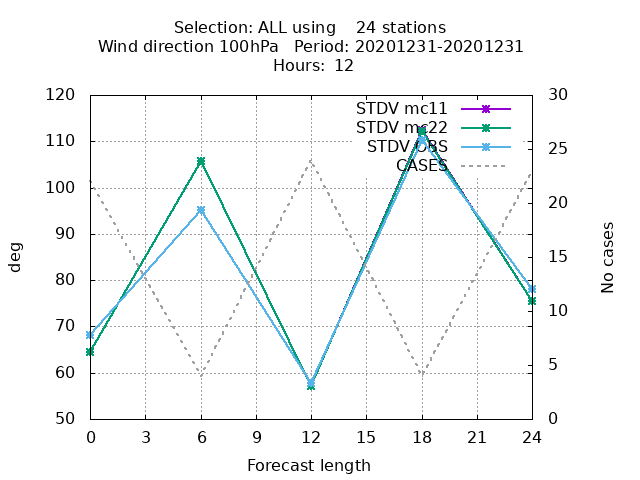 Selection: ALL using    24 stations
Wind direction 100hPa   Period: 20201231-20201231
Hours: 12
120
110
100
90
80
70
60
50
30
25
20
15
10
5
0
STDV mc11
STDV mc22
STDV OBS
CASES
deg
No cases
0 3 6 9 12 15 18 21 24
Forecast length